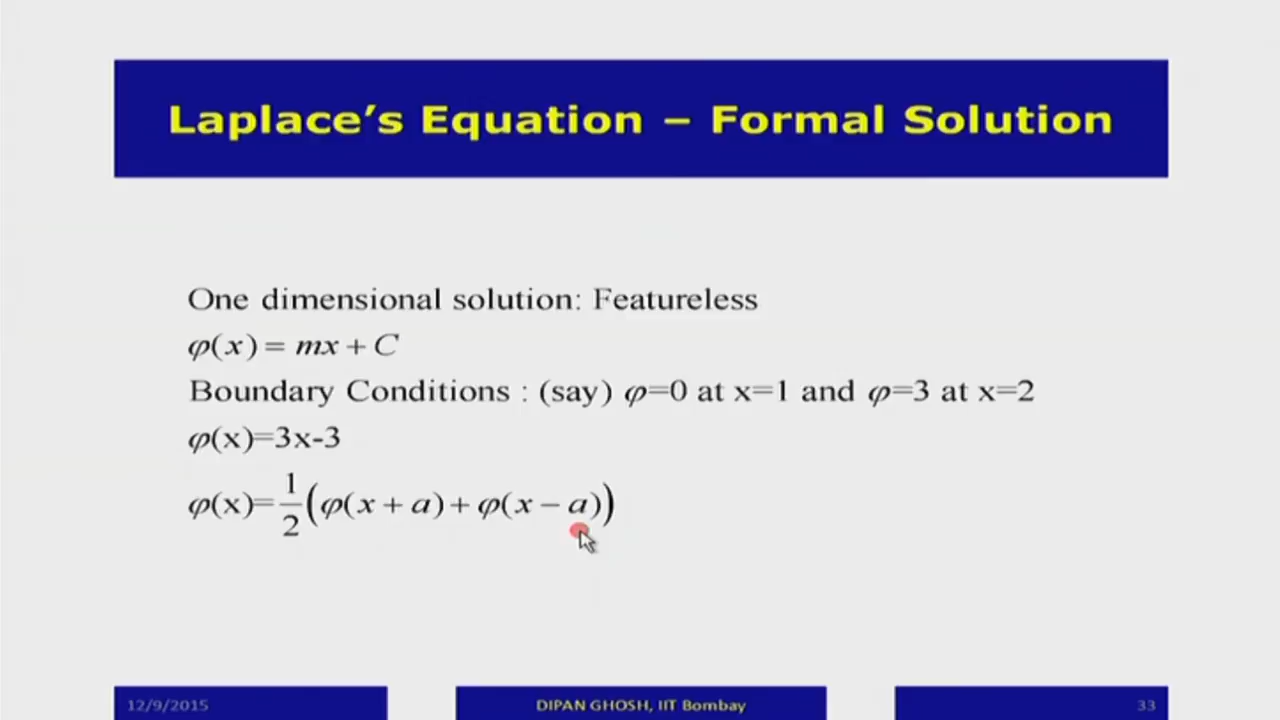 Laplace's Equation – Formal Solution
One dimensional solution: Featureless
φ(x) = mx + C
Boundary Conditions : (say) φ=0 at x=1 and φ=3 at x=2
φ(x)=3x-3
φ(x)=1/2(φ(x + a) + φ(x − a))
12/9/2015
DIPAN GHOSH, IIT Bombay
33